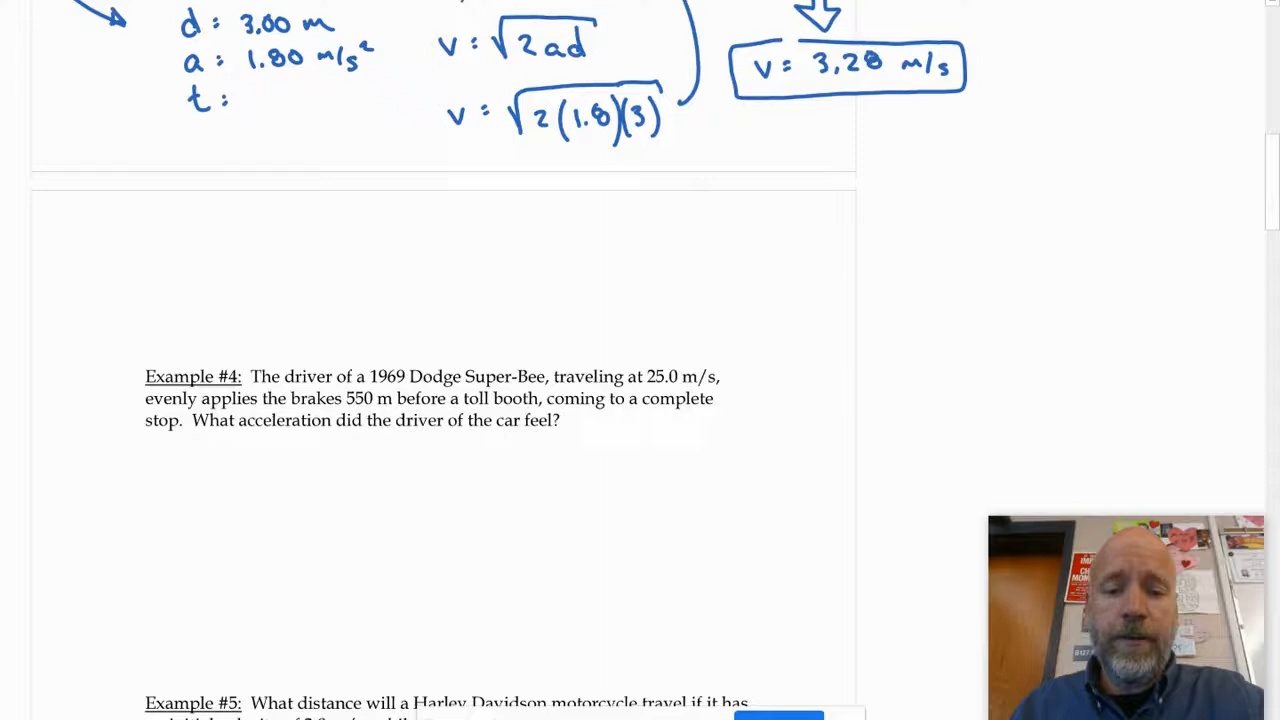 d: 3.00 m
a: 1.80 m/s²
t:
v = √2ad
v = √2(1.8)(3)
v = 3.28 m/s
Example #4: The driver of a 1969 Dodge Super-Bee, traveling at 25.0 m/s,
evenly applies the brakes 550 m before a toll booth, coming to a complete
stop. What acceleration did the driver of the car feel?
Example #5: What distance will a Harley Davidson motorcycle travel if it has